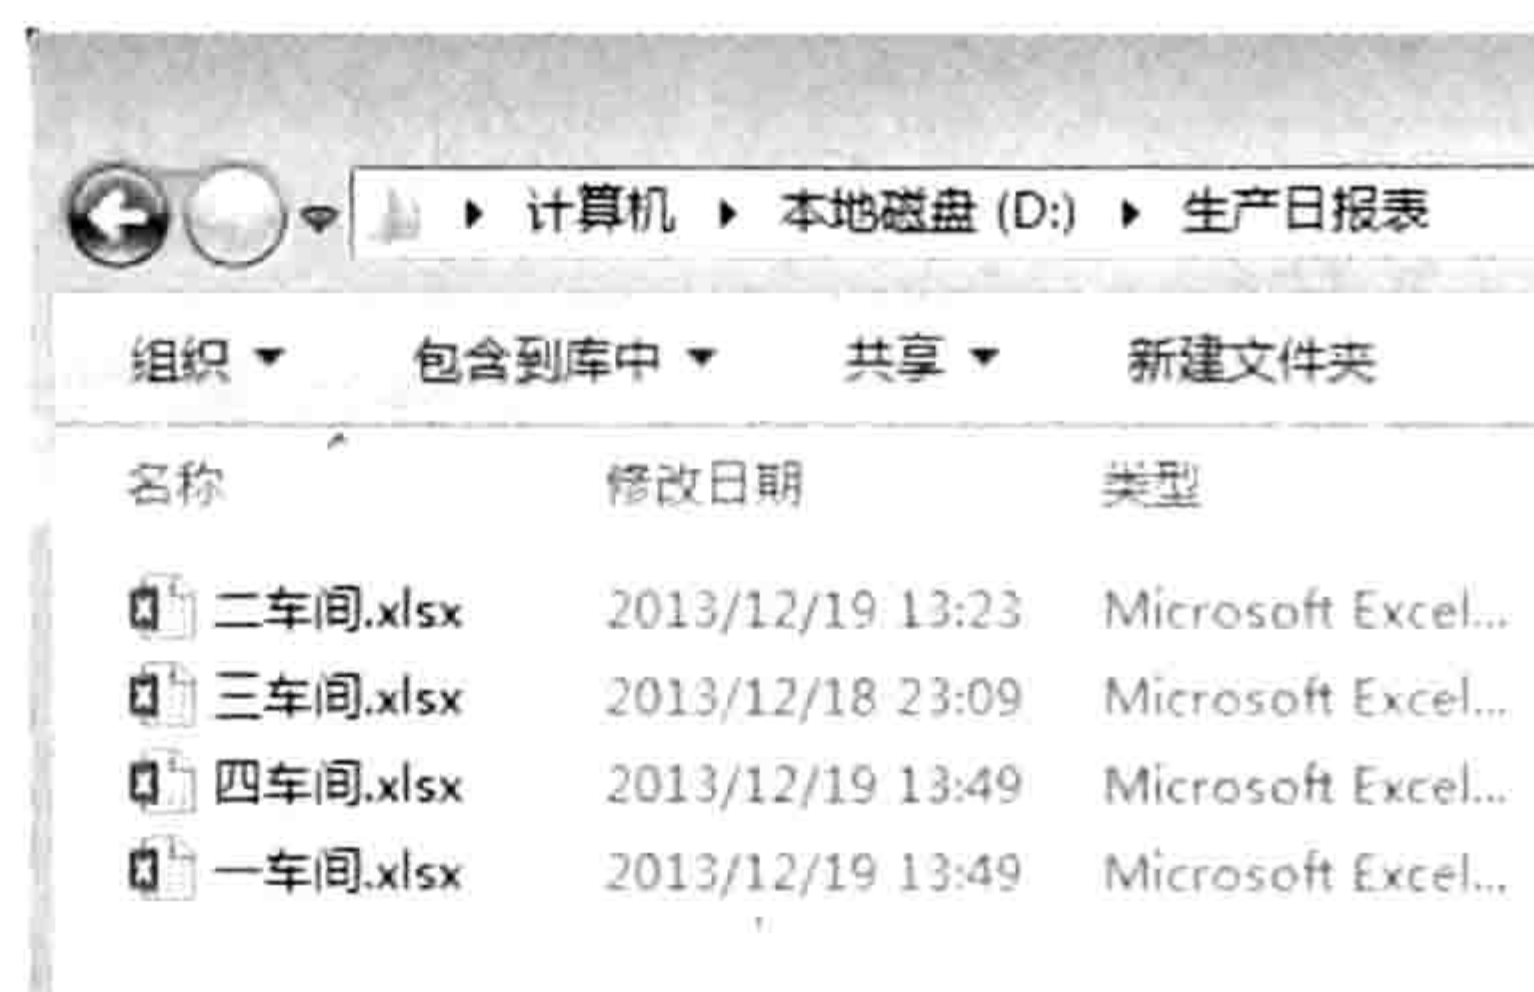 计算机 ▶ 本地磁盘 (D:) ▶ 生产日报表
组织 包含到库中 共享 新建文件夹
名称 修改日期 类型
二车间.xlsx 2013/12/19 13:23 Microsoft Excel...
三车间.xlsx 2013/12/18 23:09 Microsoft Excel...
四车间.xlsx 2013/12/19 13:49 Microsoft Excel...
一车间.xlsx 2013/12/19 13:49 Microsoft Excel...